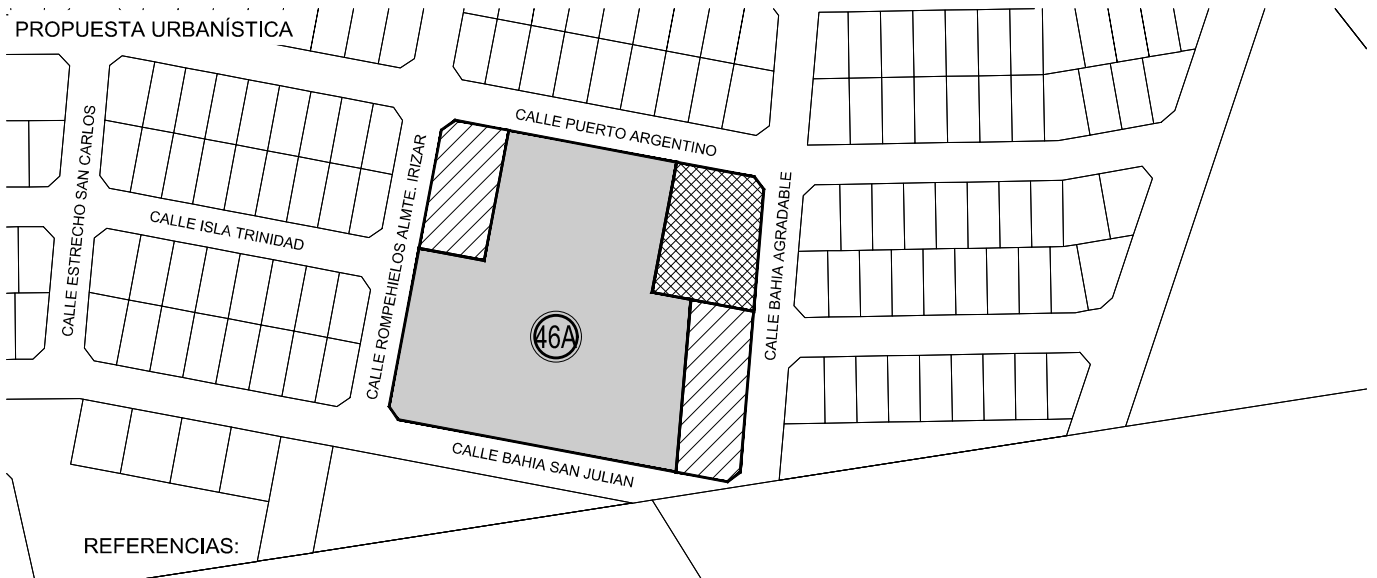 PROPUESTA URBANÍSTICA
CALLE PUERTO ARGENTINO
CALLE ESTRECHO SAN CARLOS
CALLE ROMPEHIELOS ALMTE. IRIZAR
CALLE BAHIA AGRADABLE
CALLE ISLA TRINIDAD
46A
CALLE BAHIA SAN JULIAN
REFERENCIAS: